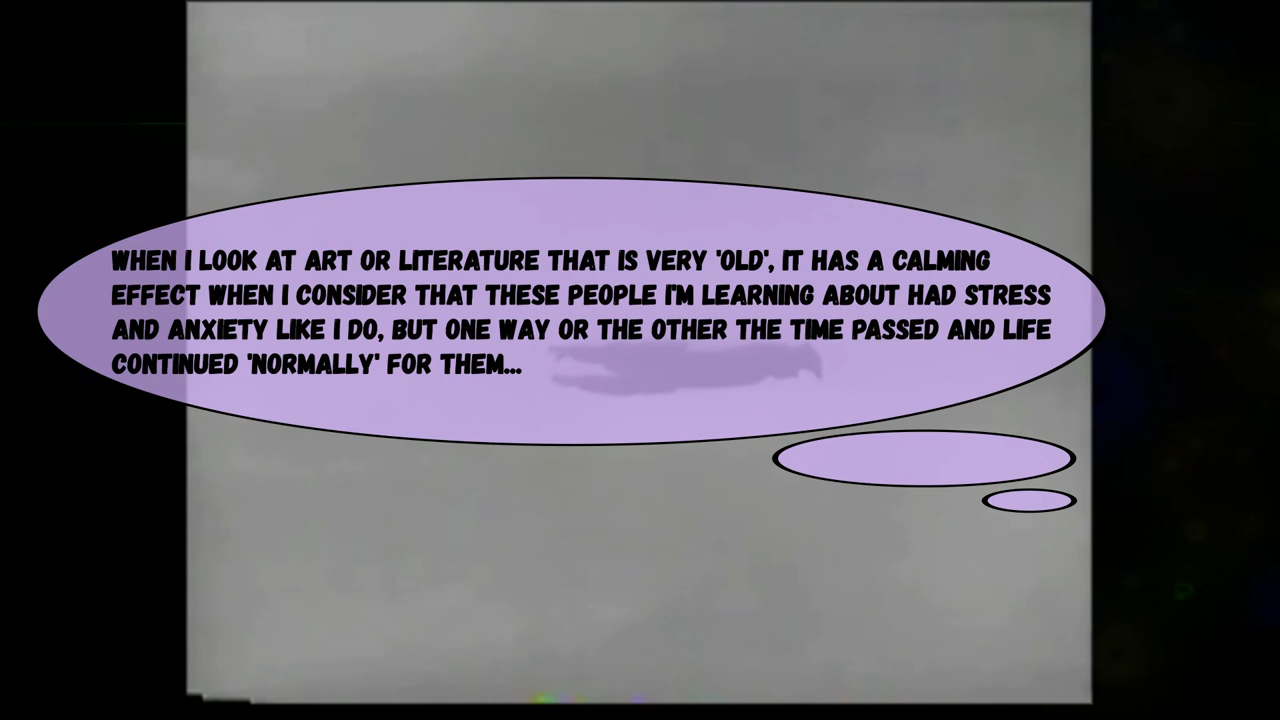 WHEN I LOOK AT ART OR LITERATURE THAT IS VERY 'OLD', IT HAS A CALMING
EFFECT WHEN I CONSIDER THAT THESE PEOPLE I'M LEARNING ABOUT HAD STRESS
AND ANXIETY LIKE I DO, BUT ONE WAY OR THE OTHER THE TIME PASSED AND LIFE
CONTINUED 'NORMALLY' FOR THEM...